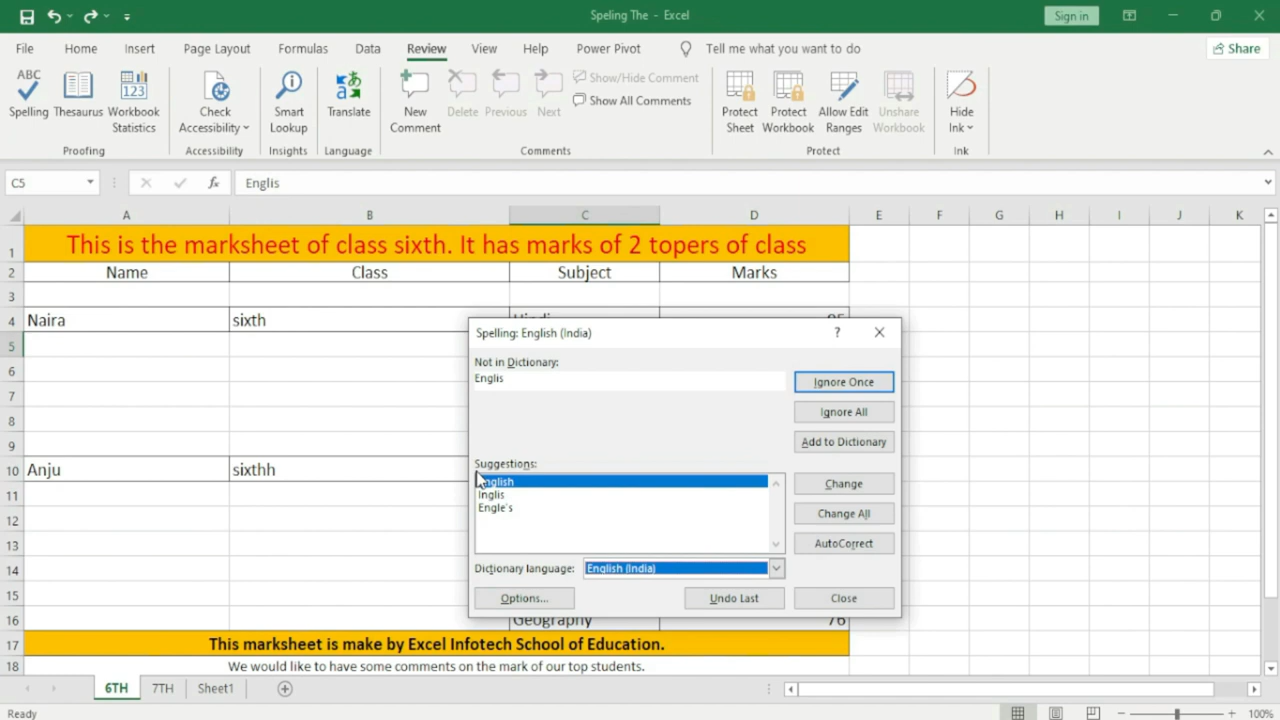 Speling The - Excel
Sign in
File Home Insert Page Layout Formulas Data Review View Help Power Pivot Tell me what you want to do Share
ABC Spelling
Thesaurus
123 Workbook Statistics
Check Accessibility
Smart Lookup
Translate
New Comment
Delete
Previous
Next
Show/Hide Comment
Show All Comments
Protect Sheet
Protect Workbook
Allow Edit Ranges
Unshare Workbook
Hide Ink
Proofing Accessibility Insights Language Comments Protect Ink
C5 fx Englis
A B C D E F G H I J K
1 This is the marksheet of class sixth. It has marks of 2 topers of class
2 Name Class Subject Marks
3
4 Naira sixth
5
6
7
8
9
10 Anju sixthh
11
12
13
14
15
16 Geography 76
17 This marksheet is make by Excel Infotech School of Education.
18 We would like to have some comments on the mark of our top students.
Spelling: English (India) ?
Not in Dictionary:
Englis
Ignore Once
Ignore All
Add to Dictionary
Suggestions:
English
Inglis
Engle's
Change
Change All
AutoCorrect
Dictionary language: English (India)
Options... Undo Last Close
6TH 7TH Sheet1
Ready 100%